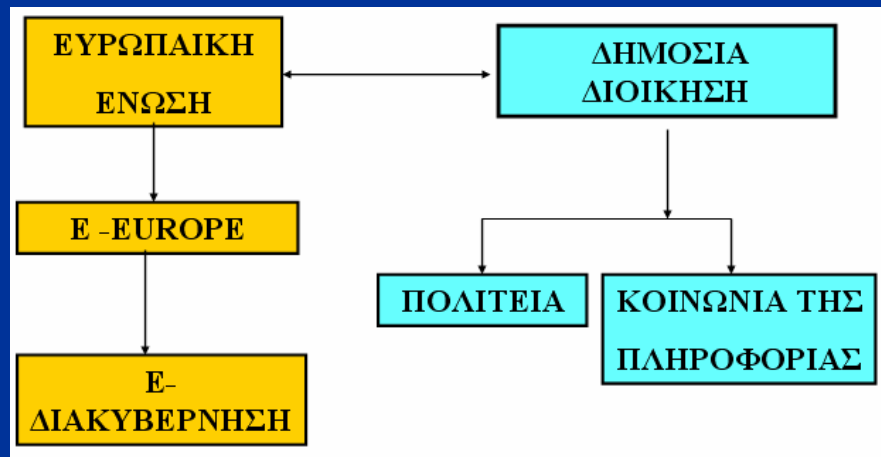 ΕΥΡΩΠΑΙΚΗ
ΕΝΩΣΗ
ΔΗΜΟΣΙΑ
ΔΙΟΙΚΗΣΗ
E -EUROPE
ΠΟΛΙΤΕΙΑ
ΚΟΙΝΩΝΙΑ ΤΗΣ
ΠΛΗΡΟΦΟΡΙΑΣ
E-
ΔΙΑΚΥΒΕΡΝΗΣΗ